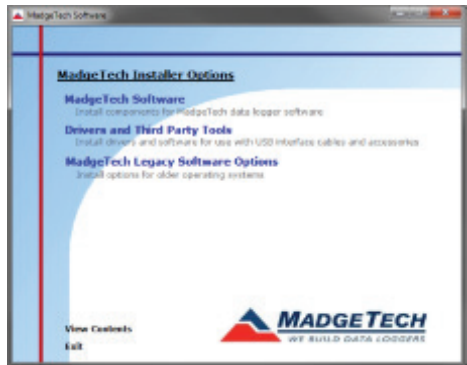 MadgeTech Software
MadgeTech Installer Options
MadgeTech Software
Install components for MadgeTech data logger software
Drivers and Third Party Tools
Install drivers and software for use with USB interface cables and accessories
MadgeTech Legacy Software Options
Install options for older operating systems
View Contents
Exit
MADGETECH
WE BUILD DATA LOGGERS